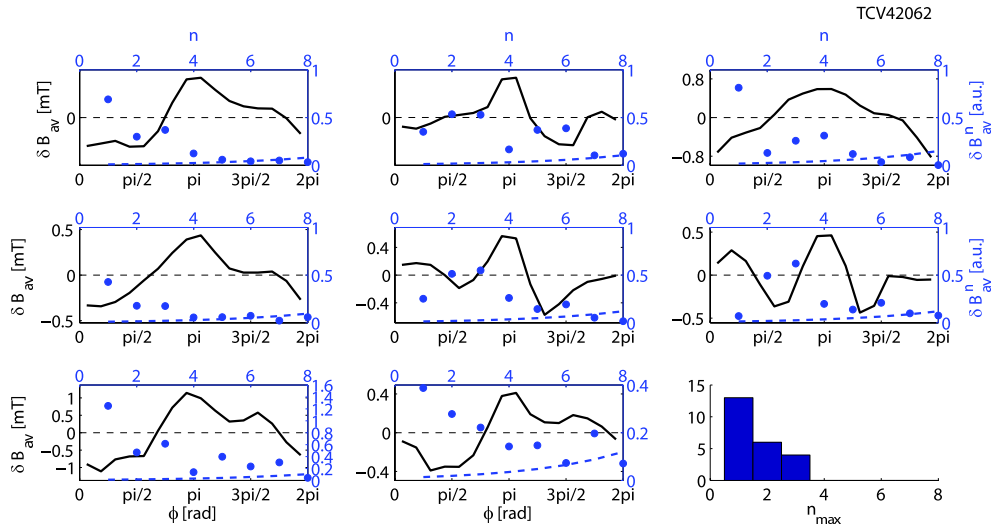 TCV42062
n n
0 2 4 6 8 0 2 4 6 8 0 2 4 6 8
δ B_av [mT] 0 1 0.5 0 0 1 0.5 0 0.8 0 −0.8 1 0.5 0 δ B^n_av [a.u.]
0 pi/2 pi 3pi/2 2pi 0 pi/2 pi 3pi/2 2pi 0 pi/2 pi 3pi/2 2pi
0 2 4 6 8 0 2 4 6 8 0 2 4 6 8
δ B_av [mT] 0.5 0 −0.5 1 0.5 0 0.4 0 −0.4 1 0.5 0 0.5 0 −0.5 1 0.5 0 δ B^n_av [a.u.]
0 pi/2 pi 3pi/2 2pi 0 pi/2 pi 3pi/2 2pi 0 pi/2 pi 3pi/2 2pi
0 2 4 6 8 0 2 4 6 8
δ B_av [mT] 1 0.5 0 −0.5 −1 1.6 1.4 1.2 0.8 0.4 0.2 0 0.4 0 −0.4 0.4 0.2 0 15 10 5 0
0 pi/2 pi 3pi/2 2pi 0 pi/2 pi 3pi/2 2pi 0 2 4 6 8
ϕ [rad] ϕ [rad] n_max